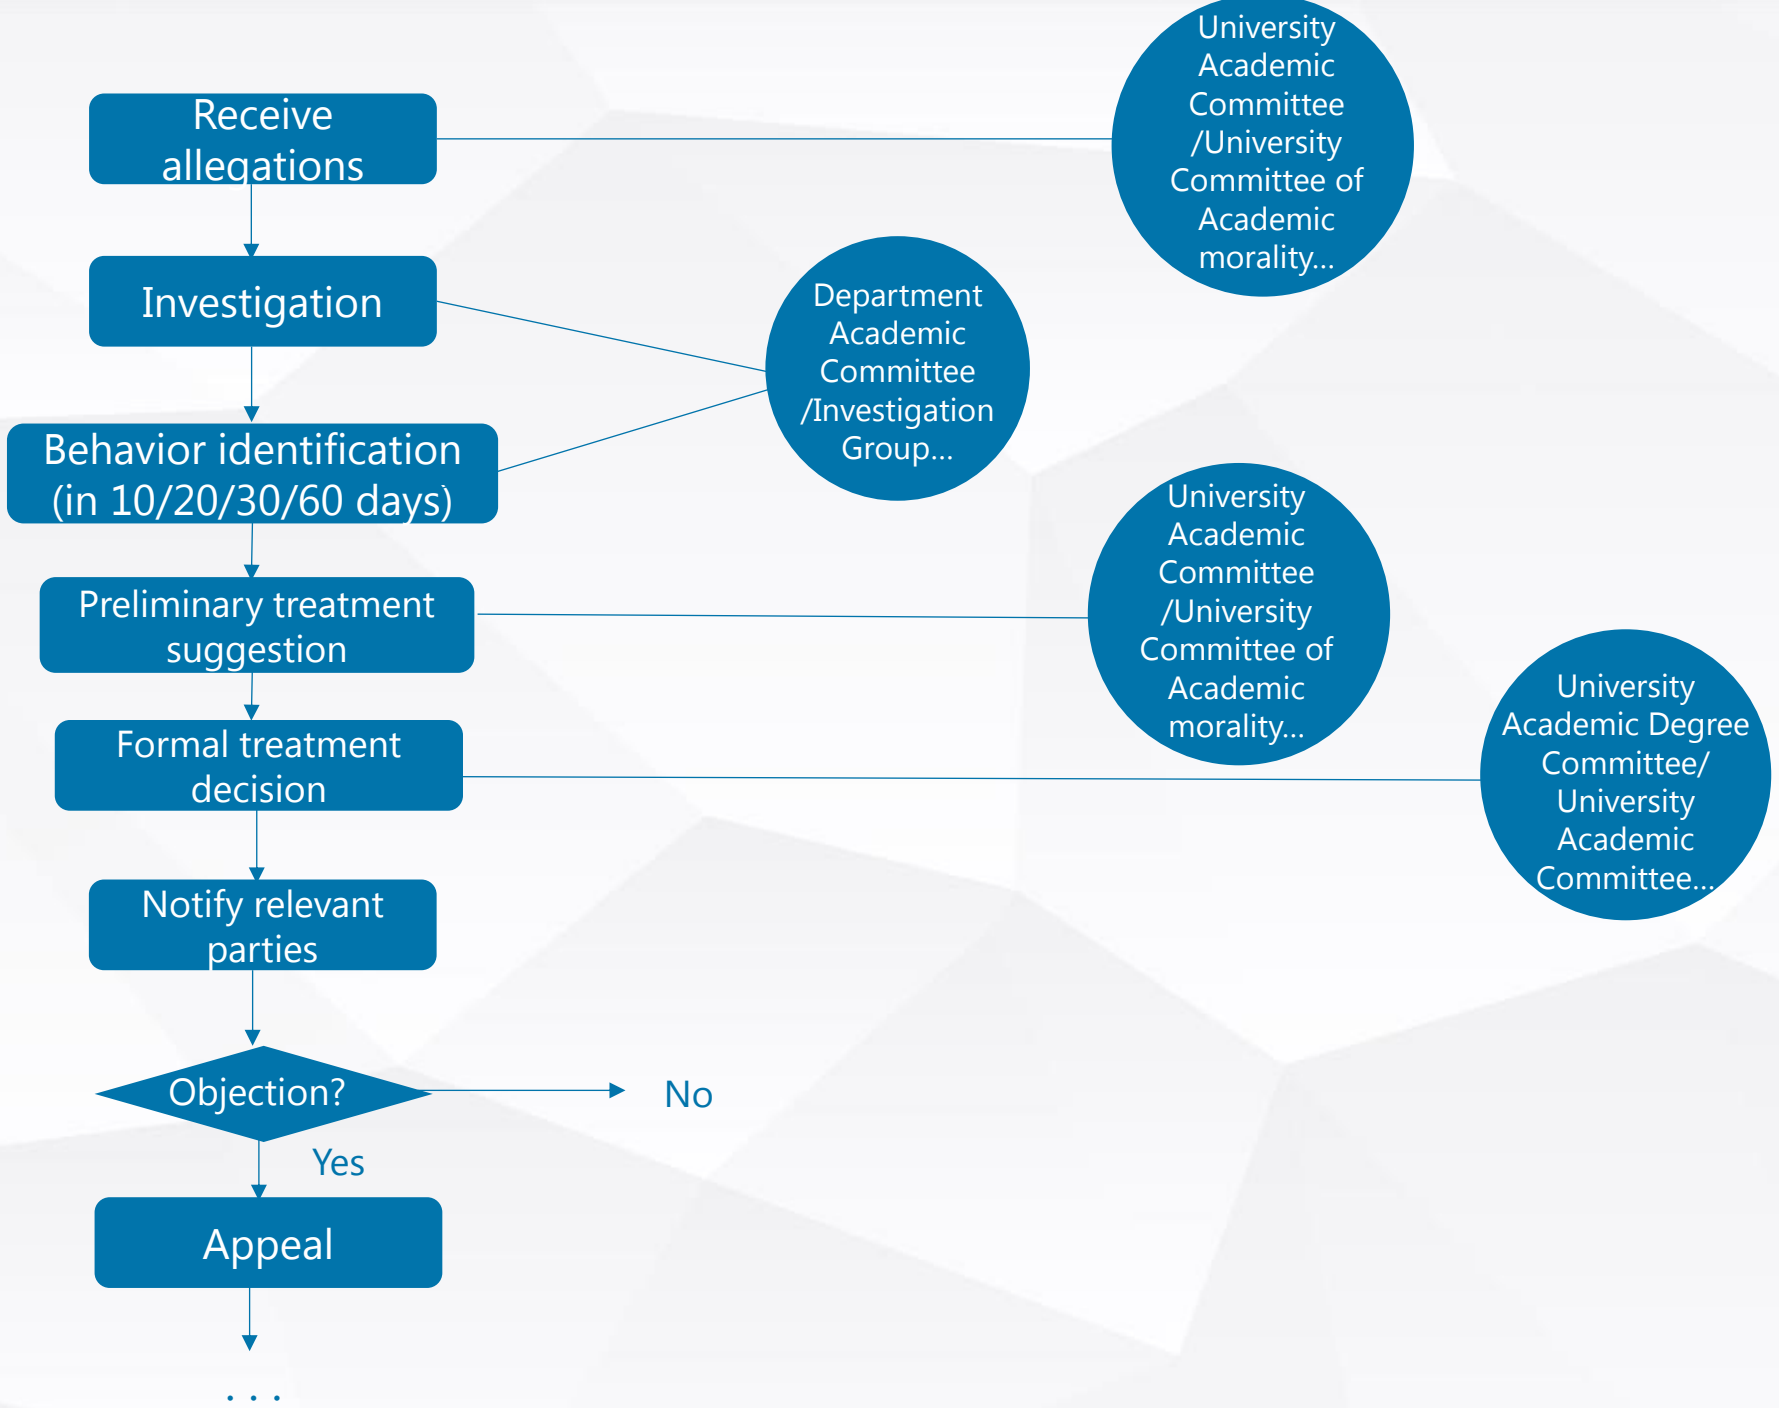 Receive
allegations
University
Academic
Committee
/University
Committee of
Academic
morality...
Investigation
Department
Academic
Committee
/Investigation
Group...
Behavior identification
(in 10/20/30/60 days)
University
Academic
Committee
/University
Committee of
Academic
morality...
Preliminary treatment
suggestion
Formal treatment
decision
University
Academic Degree
Committee/
University
Academic
Committee...
Notify relevant
parties
Objection?
No
Yes
Appeal
. . .